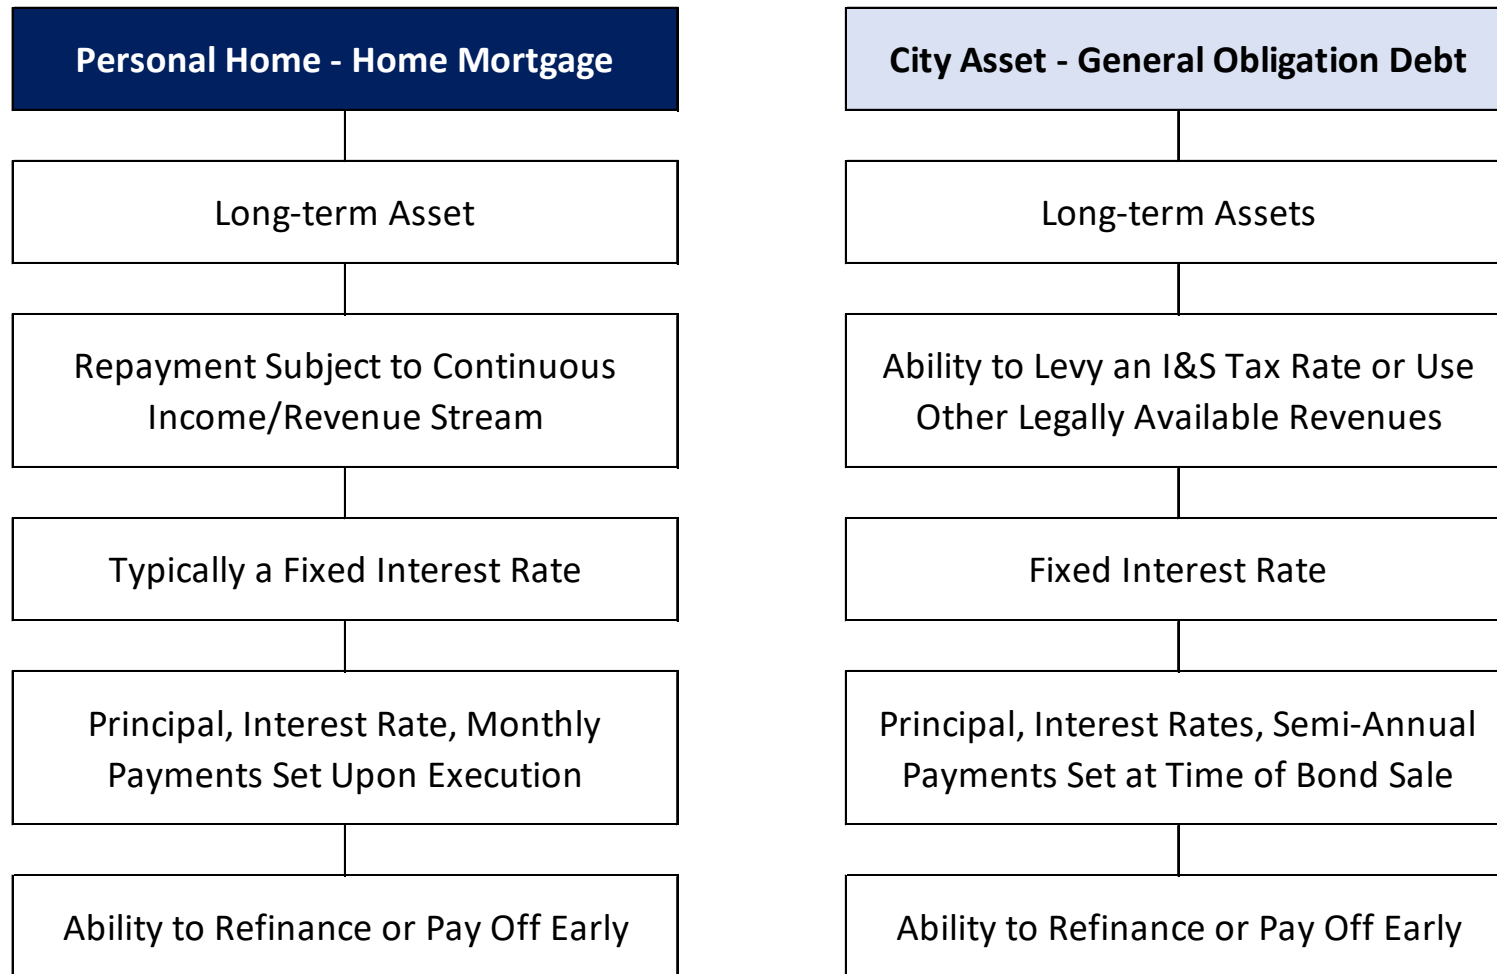 Personal Home - Home Mortgage
Long-term Asset
Repayment Subject to Continuous
Income/Revenue Stream
Typically a Fixed Interest Rate
Principal, Interest Rate, Monthly
Payments Set Upon Execution
Ability to Refinance or Pay Off Early
City Asset - General Obligation Debt
Long-term Assets
Ability to Levy an I&S Tax Rate or Use
Other Legally Available Revenues
Fixed Interest Rate
Principal, Interest Rates, Semi-Annual
Payments Set at Time of Bond Sale
Ability to Refinance or Pay Off Early